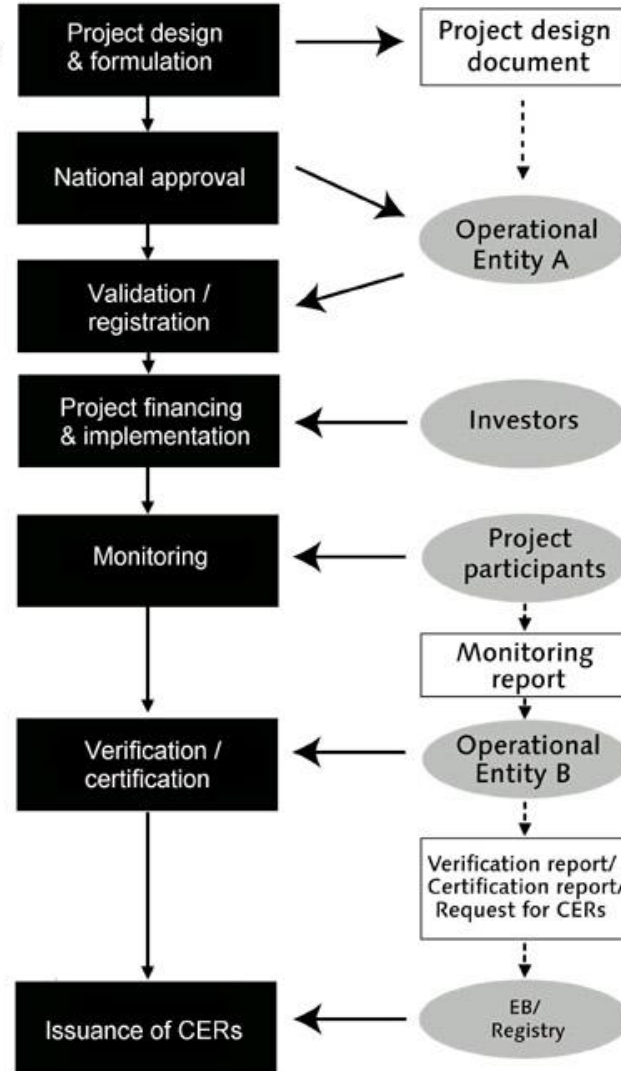 Project design
& formulation
Project design
document
National approval
Operational
Entity A
Validation /
registration
Project financing
& implementation
Investors
Monitoring
Project
participants
Monitoring
report
Verification /
certification
Operational
Entity B
Verification report/
Certification report/
Request for CERs
Issuance of CERs
EB/
Registry